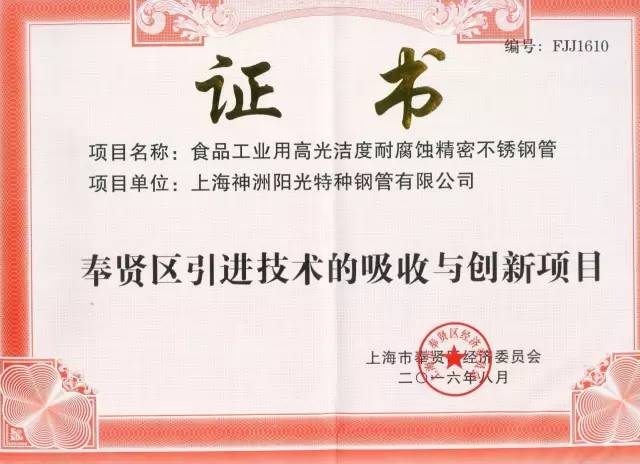 编号：FJJ1610
证 书
项目名称：食品工业用高光洁度耐腐蚀精密不锈钢管
项目单位：上海神洲阳光特种钢管有限公司
奉贤区引进技术的吸收与创新项目
上海市奉贤区经济委员会
二〇一六年八月